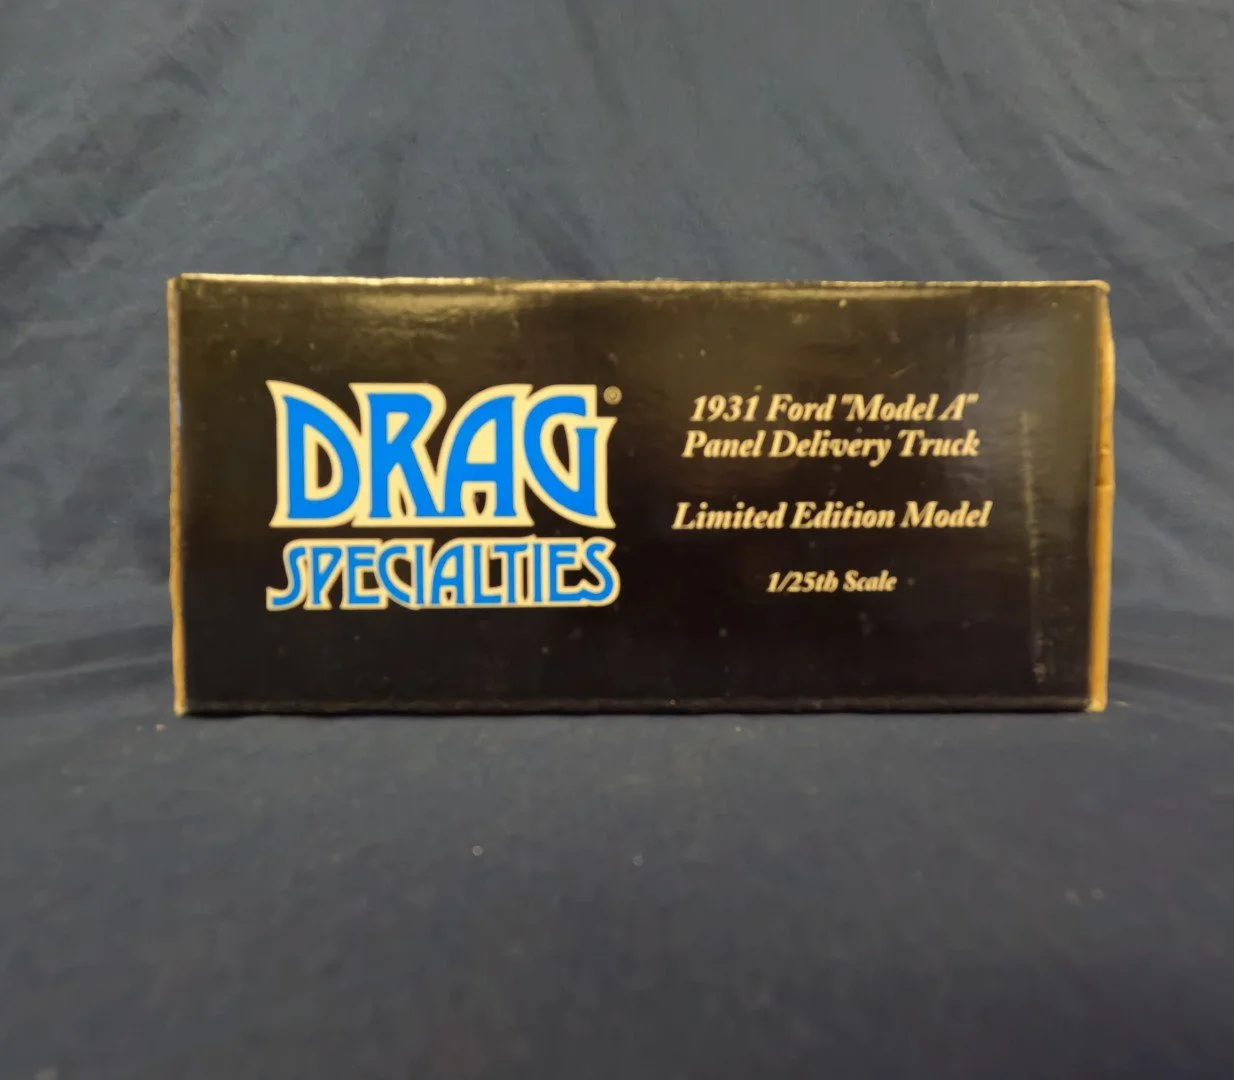 DRAG®
SPECIALTIES
1931 Ford "Model A"
Panel Delivery Truck
Limited Edition Model
1/25th Scale